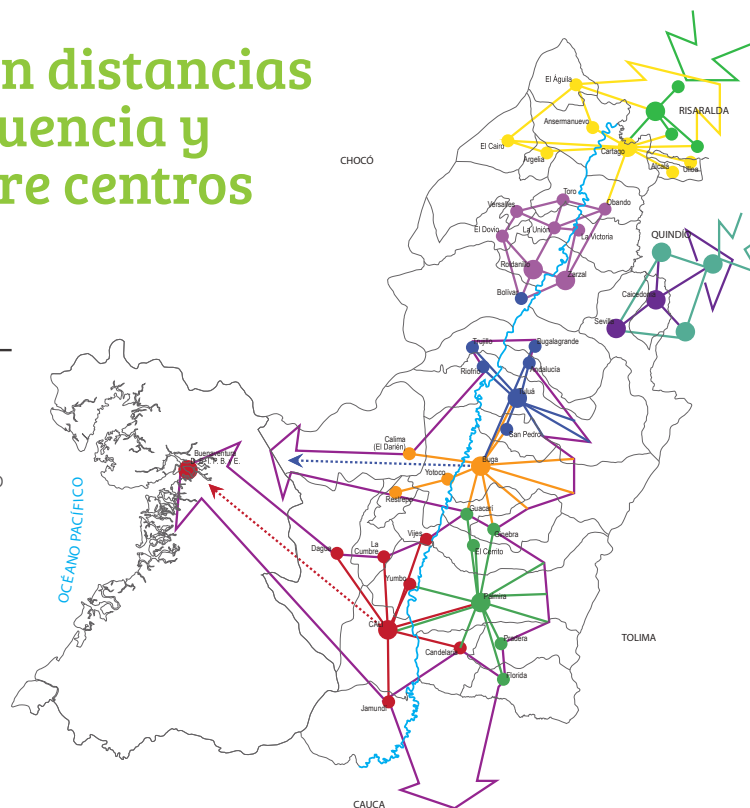 n distancias
uencia y
re centros
El Águila
RISARALDA
Ansermanuevo
El Cairo
Cartago
CHOCÓ
Argelia
Alcalá
Ulloa
Toro
Versalles
Obando
El Dovio
La Unión
La Victoria
QUINDÍO
Roldanillo
Zarzal
Bolívar
Caicedonia
Sevilla
Trujillo
Bugalagrande
Riofrío
Andalucía
Tuluá
San Pedro
Calima
(El Darién)
Buenaventura
Buga
Yotoco
Restrepo
Guacarí
OCÉANO PACÍFICO
Ginebra
Vijes
La
Cumbre
Dagua
El Cerrito
Yumbo
Palmira
Pradera
TOLIMA
Candelaria
Florida
Jamundí
CAUCA